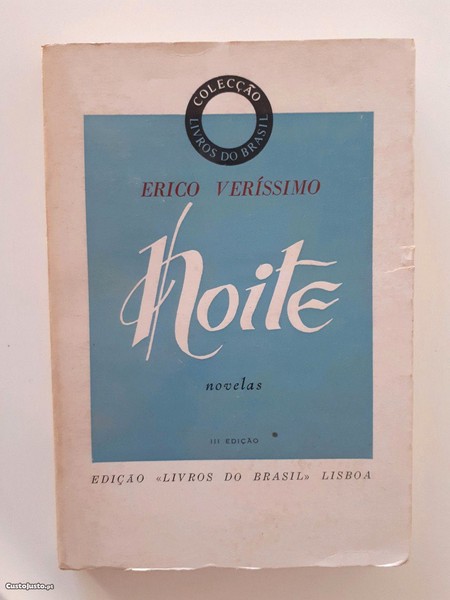 COLECÇÃO
LIVROS DO BRASIL
ERICO VERÍSSIMO
Noite
novelas
III EDIÇÃO
EDIÇÃO «LIVROS DO BRASIL» LISBOA
CustoJusto.pt